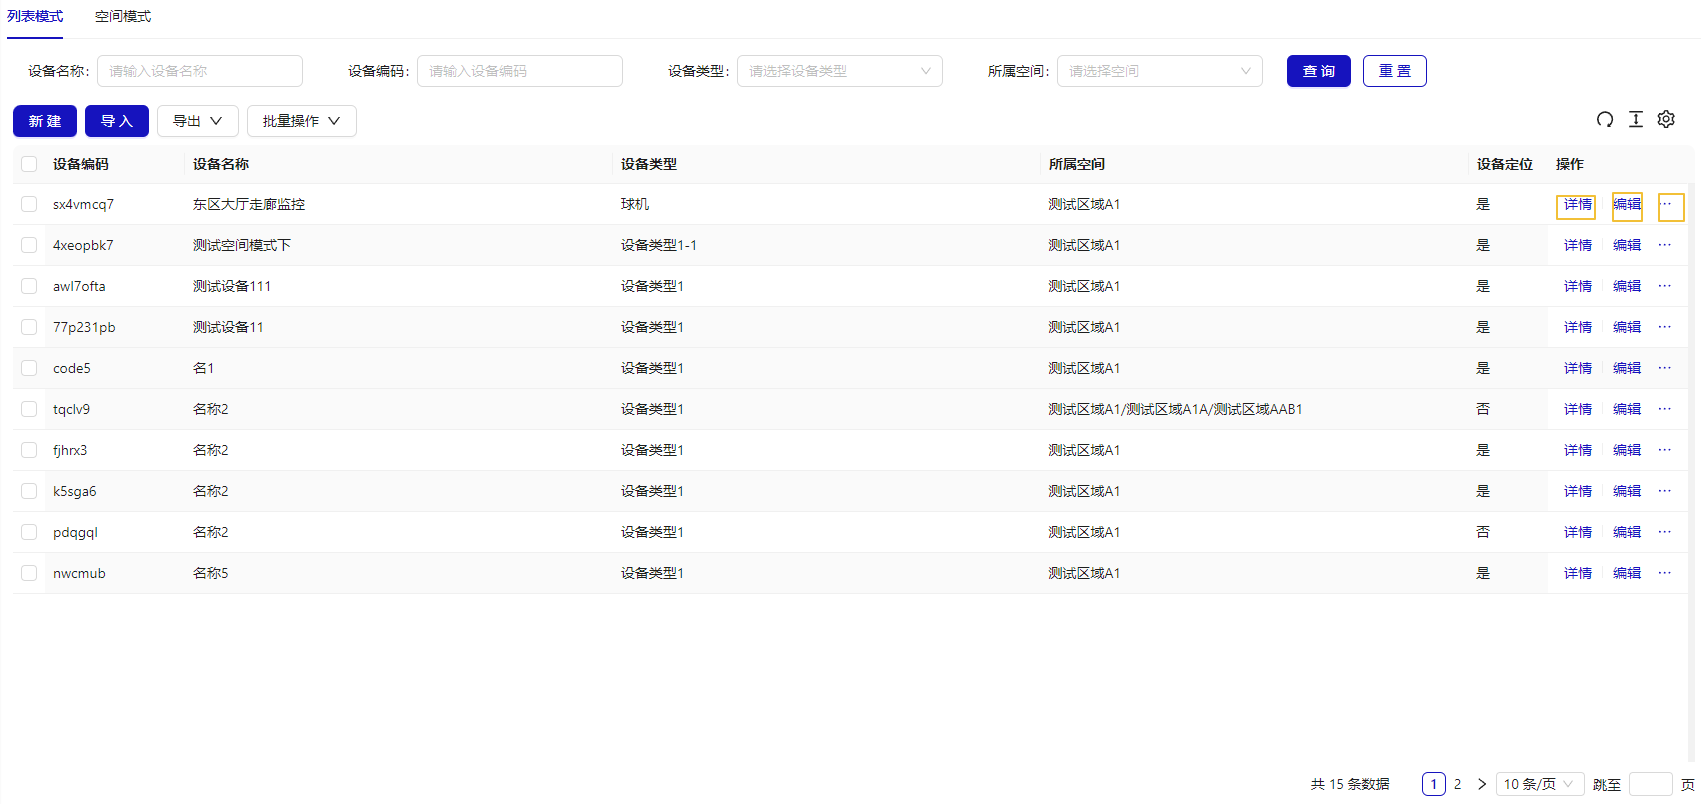 列表模式 空间模式
设备名称: 请输入设备名称 设备编码: 请输入设备编码 设备类型: 请选择设备类型 所属空间: 请选择空间 查 询 重 置
新 建 导 入 导出 批量操作
设备编码 设备名称 设备类型 所属空间 设备定位 操作
sx4vmcq7 东区大厅走廊监控 球机 测试区域A1 是 详情 编辑 ···
4xeopbk7 测试空间模式下 设备类型1-1 测试区域A1 是 详情 编辑 ···
awl7ofta 测试设备111 设备类型1 测试区域A1 是 详情 编辑 ···
77p231pb 测试设备11 设备类型1 测试区域A1 是 详情 编辑 ···
code5 名1 设备类型1 测试区域A1 是 详情 编辑 ···
tqclv9 名称2 设备类型1 测试区域A1/测试区域A1A/测试区域AAB1 否 详情 编辑 ···
fjhrx3 名称2 设备类型1 测试区域A1 是 详情 编辑 ···
k5sga6 名称2 设备类型1 测试区域A1 是 详情 编辑 ···
pdqgql 名称2 设备类型1 测试区域A1 否 详情 编辑 ···
nwcmub 名称5 设备类型1 测试区域A1 是 详情 编辑 ···
共 15 条数据 1 2 > 10 条/页 跳至 页